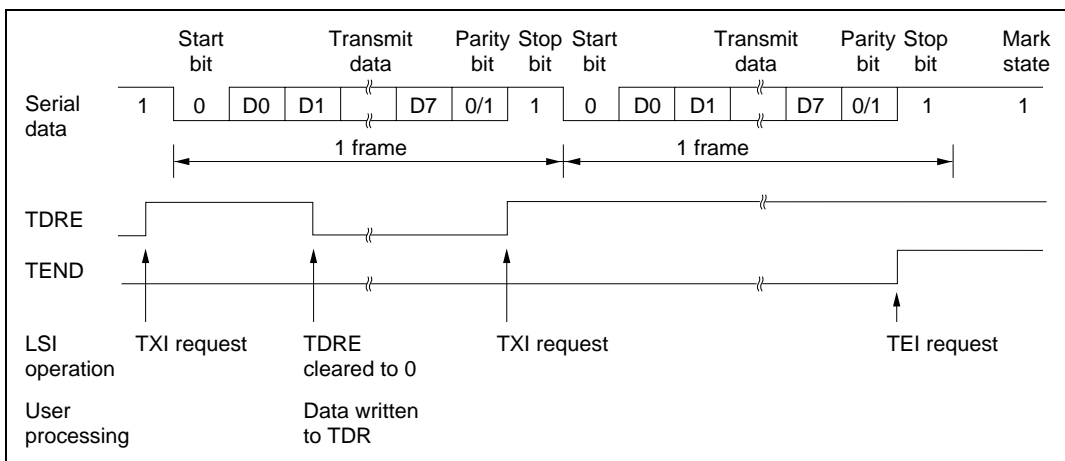 Start bit Transmit data Parity bit Stop bit Start bit Transmit data Parity bit Stop bit Mark state
Serial data 1 0 D0 D1 D7 0/1 1 0 D0 D1 D7 0/1 1 1
1 frame 1 frame
TDRE
TEND
LSI operation TXI request TDRE cleared to 0 TXI request TEI request
User processing Data written to TDR